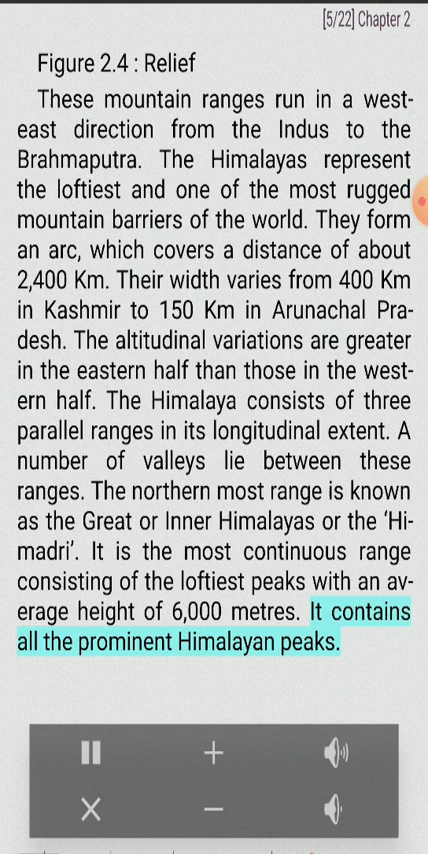 [5/22] Chapter 2
Figure 2.4 : Relief
These mountain ranges run in a west-
east direction from the Indus to the
Brahmaputra. The Himalayas represent
the loftiest and one of the most rugged
mountain barriers of the world. They form
an arc, which covers a distance of about
2,400 Km. Their width varies from 400 Km
in Kashmir to 150 Km in Arunachal Pra-
desh. The altitudinal variations are greater
in the eastern half than those in the west-
ern half. The Himalaya consists of three
parallel ranges in its longitudinal extent. A
number of valleys lie between these
ranges. The northern most range is known
as the Great or Inner Himalayas or the ‘Hi-
madri’. It is the most continuous range
consisting of the loftiest peaks with an av-
erage height of 6,000 metres. It contains
all the prominent Himalayan peaks.